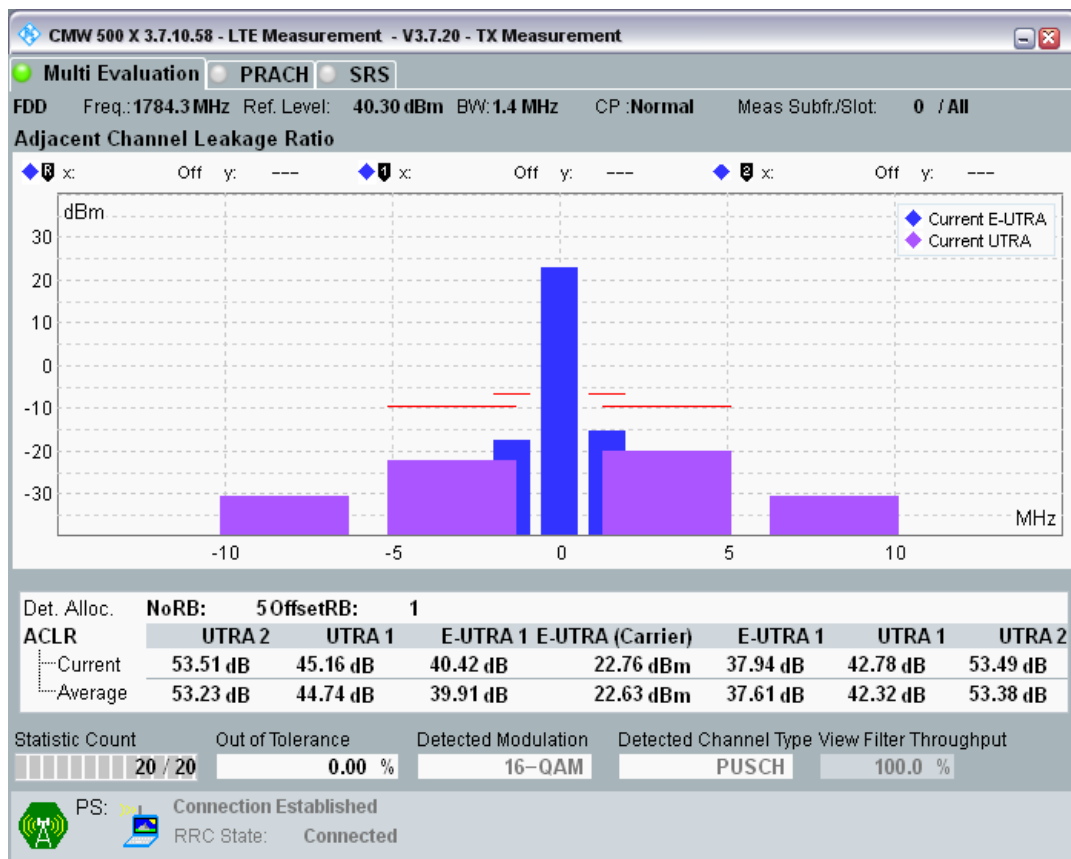 CMW 500 X 3.7.10.58 - LTE Measurement - V3.7.20 - TX Measurement
Multi Evaluation PRACH SRS
FDD Freq.:1784.3 MHz Ref. Level: 40.30 dBm BW:1.4 MHz CP :Normal Meas Subfr./Slot: 0 / All
Adjacent Channel Leakage Ratio
R x: Off y: --- 1 x: Off y: --- 2 x: Off y: ---
dBm
Current E-UTRA
Current UTRA
30
20
10
0
-10
-20
-30
MHz
-10 -5 0 5 10
Det. Alloc. NoRB: 5 OffsetRB: 1
ACLR UTRA 2 UTRA 1 E-UTRA 1 E-UTRA (Carrier) E-UTRA 1 UTRA 1 UTRA 2
Current 53.51 dB 45.16 dB 40.42 dB 22.76 dBm 37.94 dB 42.78 dB 53.49 dB
Average 53.23 dB 44.74 dB 39.91 dB 22.63 dBm 37.61 dB 42.32 dB 53.38 dB
Statistic Count Out of Tolerance Detected Modulation Detected Channel Type View Filter Throughput
20 / 20 0.00 % 16-QAM PUSCH 100.0 %
PS: Connection Established
RRC State: Connected